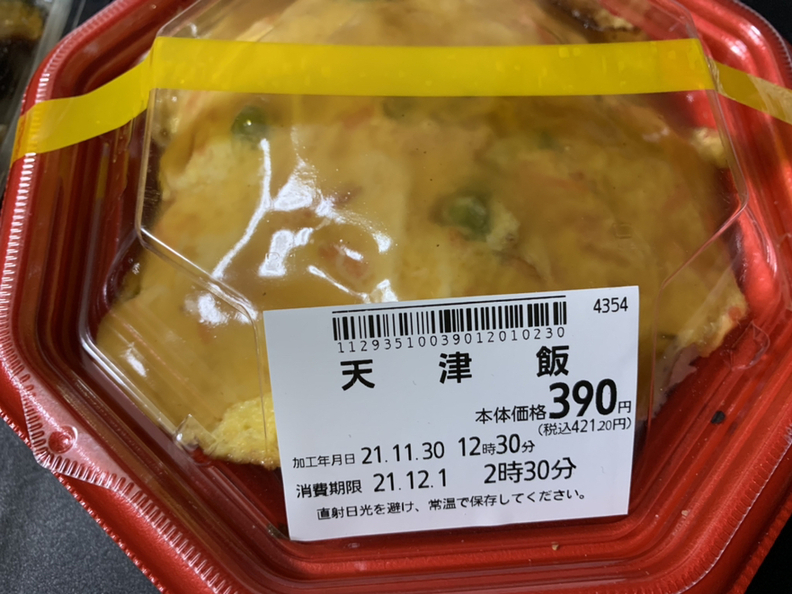 4354
11293510039012010230
天津飯
本体価格390円
(税込421.20円)
加工年月日 21.11.30 12時30分
消費期限 21.12.1 2時30分
直射日光を避け、常温で保存してください。